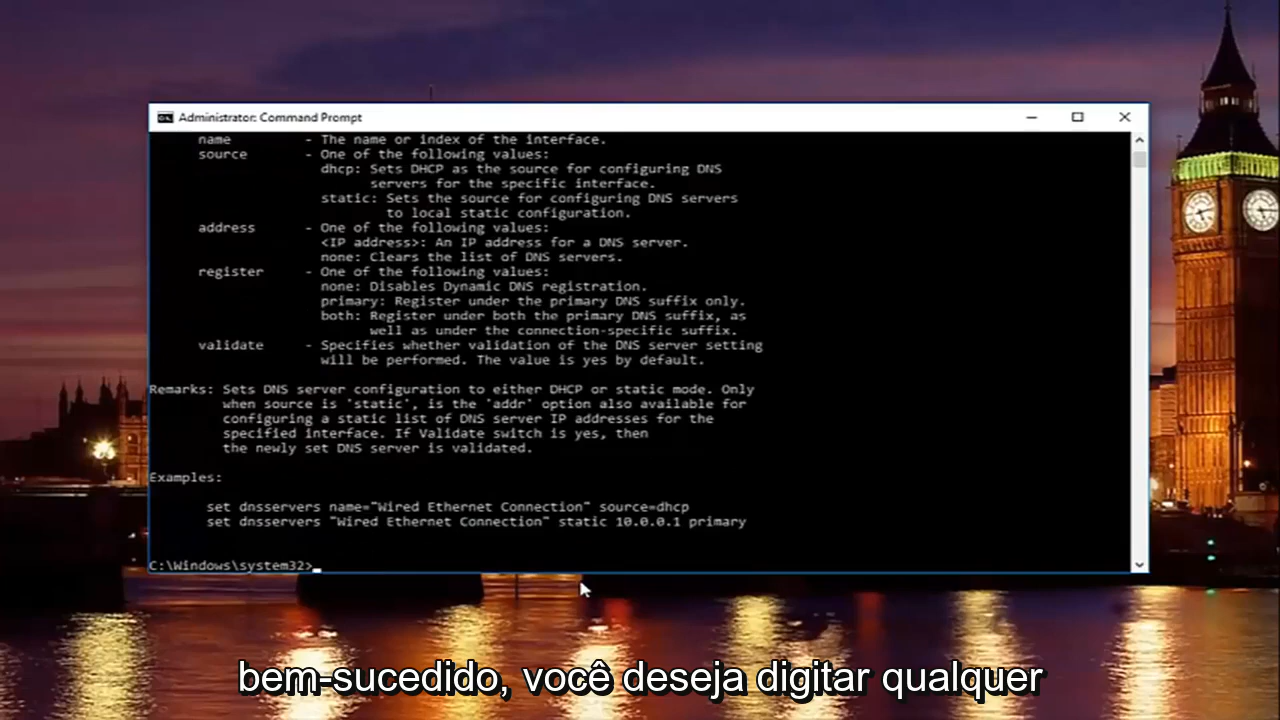 Administrator: Command Prompt
name - The name or index of the interface.
source - One of the following values:
dhcp: Sets DHCP as the source for configuring DNS
servers for the specific interface.
static: Sets the source for configuring DNS servers
to local static configuration.
address - One of the following values:
<IP address>: An IP address for a DNS server.
none: Clears the list of DNS servers.
register - One of the following values:
none: Disables Dynamic DNS registration.
primary: Register under the primary DNS suffix only.
both: Register under both the primary DNS suffix, as
well as under the connection-specific suffix.
validate - Specifies whether validation of the DNS server setting
will be performed. The value is yes by default.
Remarks: Sets DNS server configuration to either DHCP or static mode. Only
when source is 'static', is the 'addr' option also available for
configuring a static list of DNS server IP addresses for the
specified interface. If Validate switch is yes, then
the newly set DNS server is validated.
Examples:
set dnsservers name="Wired Ethernet Connection" source=dhcp
set dnsservers "Wired Ethernet Connection" static 10.0.0.1 primary
C:\Windows\system32>
bem-sucedido, você deseja digitar qualquer